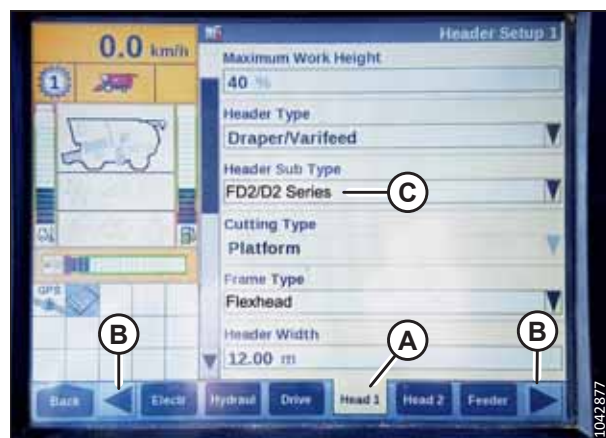 0.0 km/h
Header Setup 1
1
Maximum Work Height
40 %
Header Type
Draper/Varifeed
Header Sub Type
FD2/D2 Series
C
Cutting Type
Platform
Frame Type
Flexhead
GPS
Header Width
12.00 m
B
A
B
Back
Electr
Hydraul
Drive
Head 1
Head 2
Feeder
1042877